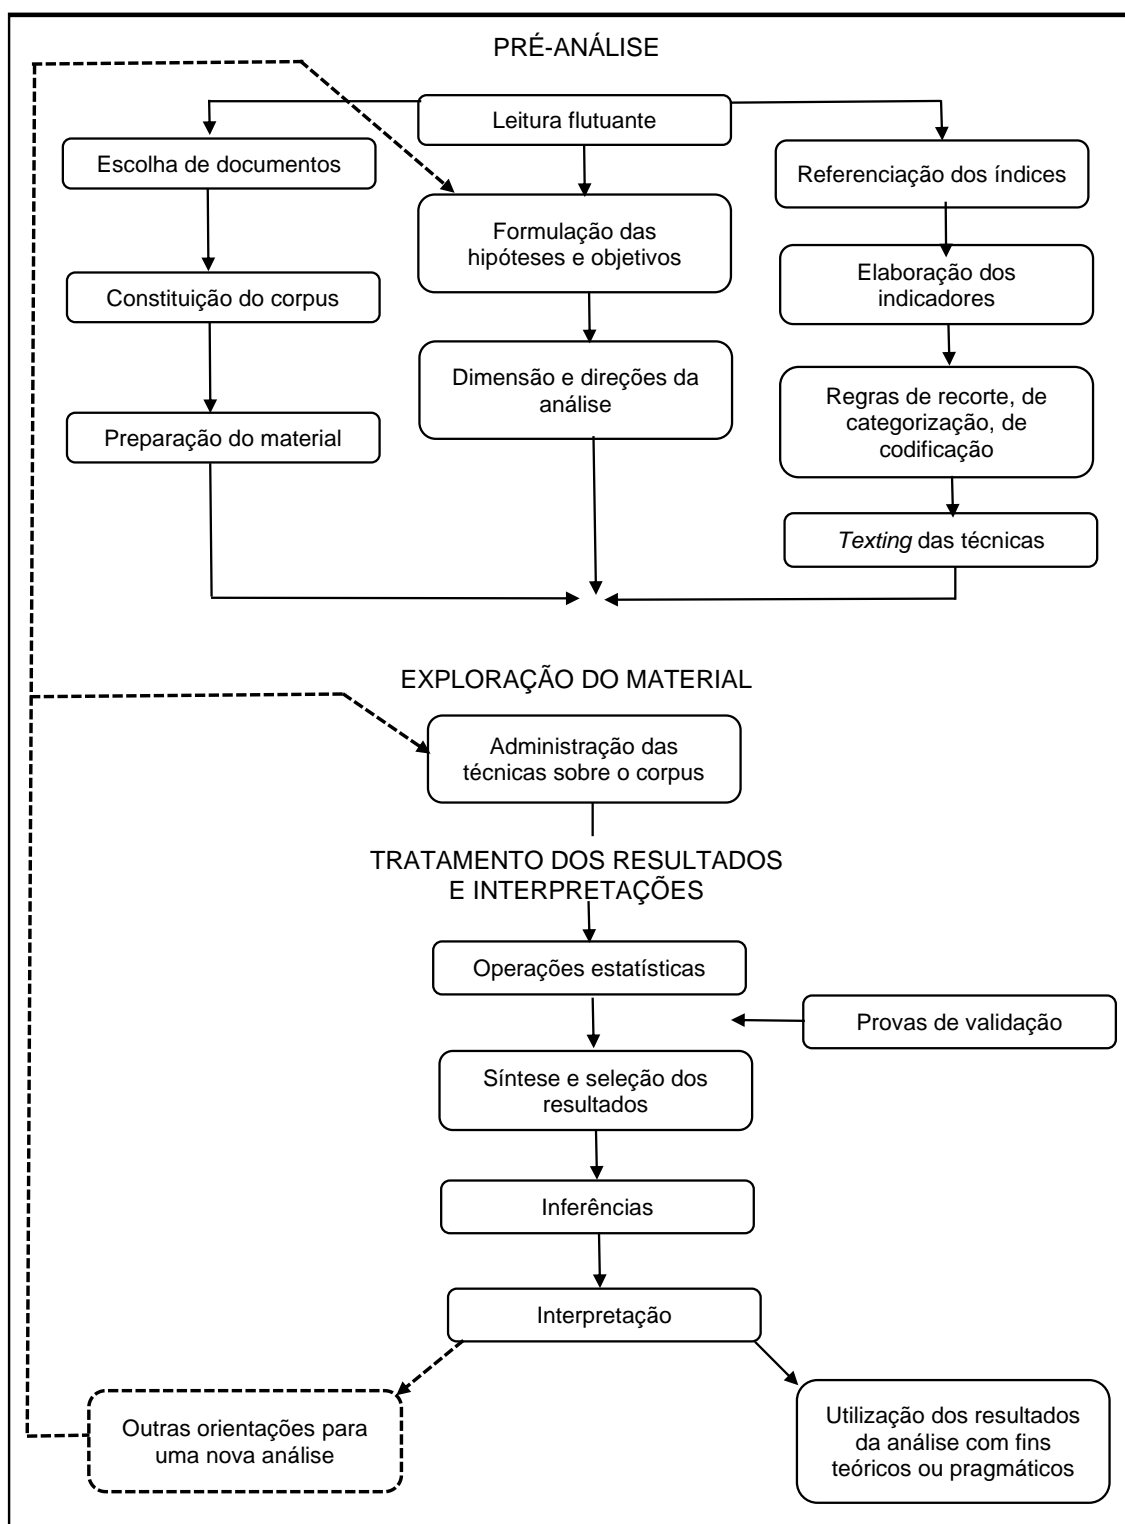 PRÉ-ANÁLISE
Leitura flutuante
Escolha de documentos
Referenciação dos índices
Formulação das
hipóteses e objetivos
Constituição do corpus
Elaboração dos
indicadores
Dimensão e direções da
análise
Regras de recorte, de
categorização, de
codificação
Preparação do material
Texting das técnicas
EXPLORAÇÃO DO MATERIAL
Administração das
técnicas sobre o corpus
TRATAMENTO DOS RESULTADOS
E INTERPRETAÇÕES
Operações estatísticas
Provas de validação
Síntese e seleção dos
resultados
Inferências
Interpretação
Outras orientações para
uma nova análise
Utilização dos resultados
da análise com fins
teóricos ou pragmáticos